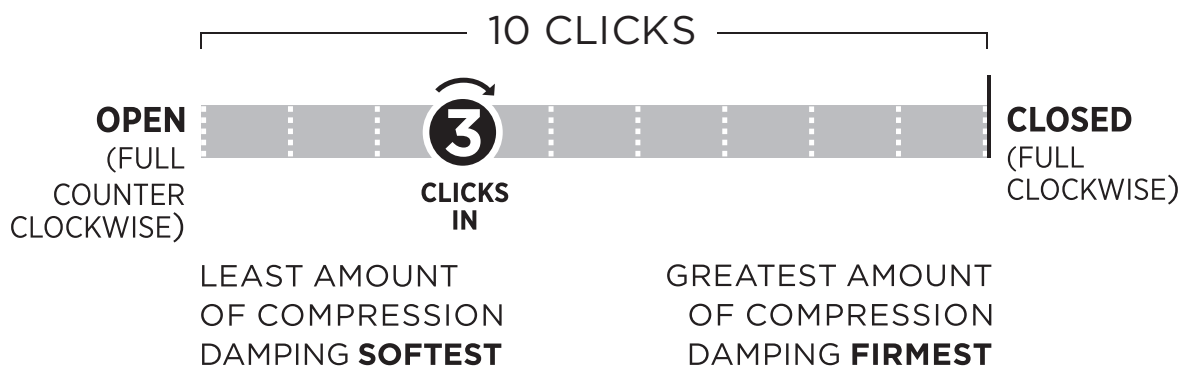 10 CLICKS
OPEN
(FULL
COUNTER
CLOCKWISE)
3
CLICKS
IN
CLOSED
(FULL
CLOCKWISE)
LEAST AMOUNT
OF COMPRESSION
DAMPING SOFTEST
GREATEST AMOUNT
OF COMPRESSION
DAMPING FIRMEST